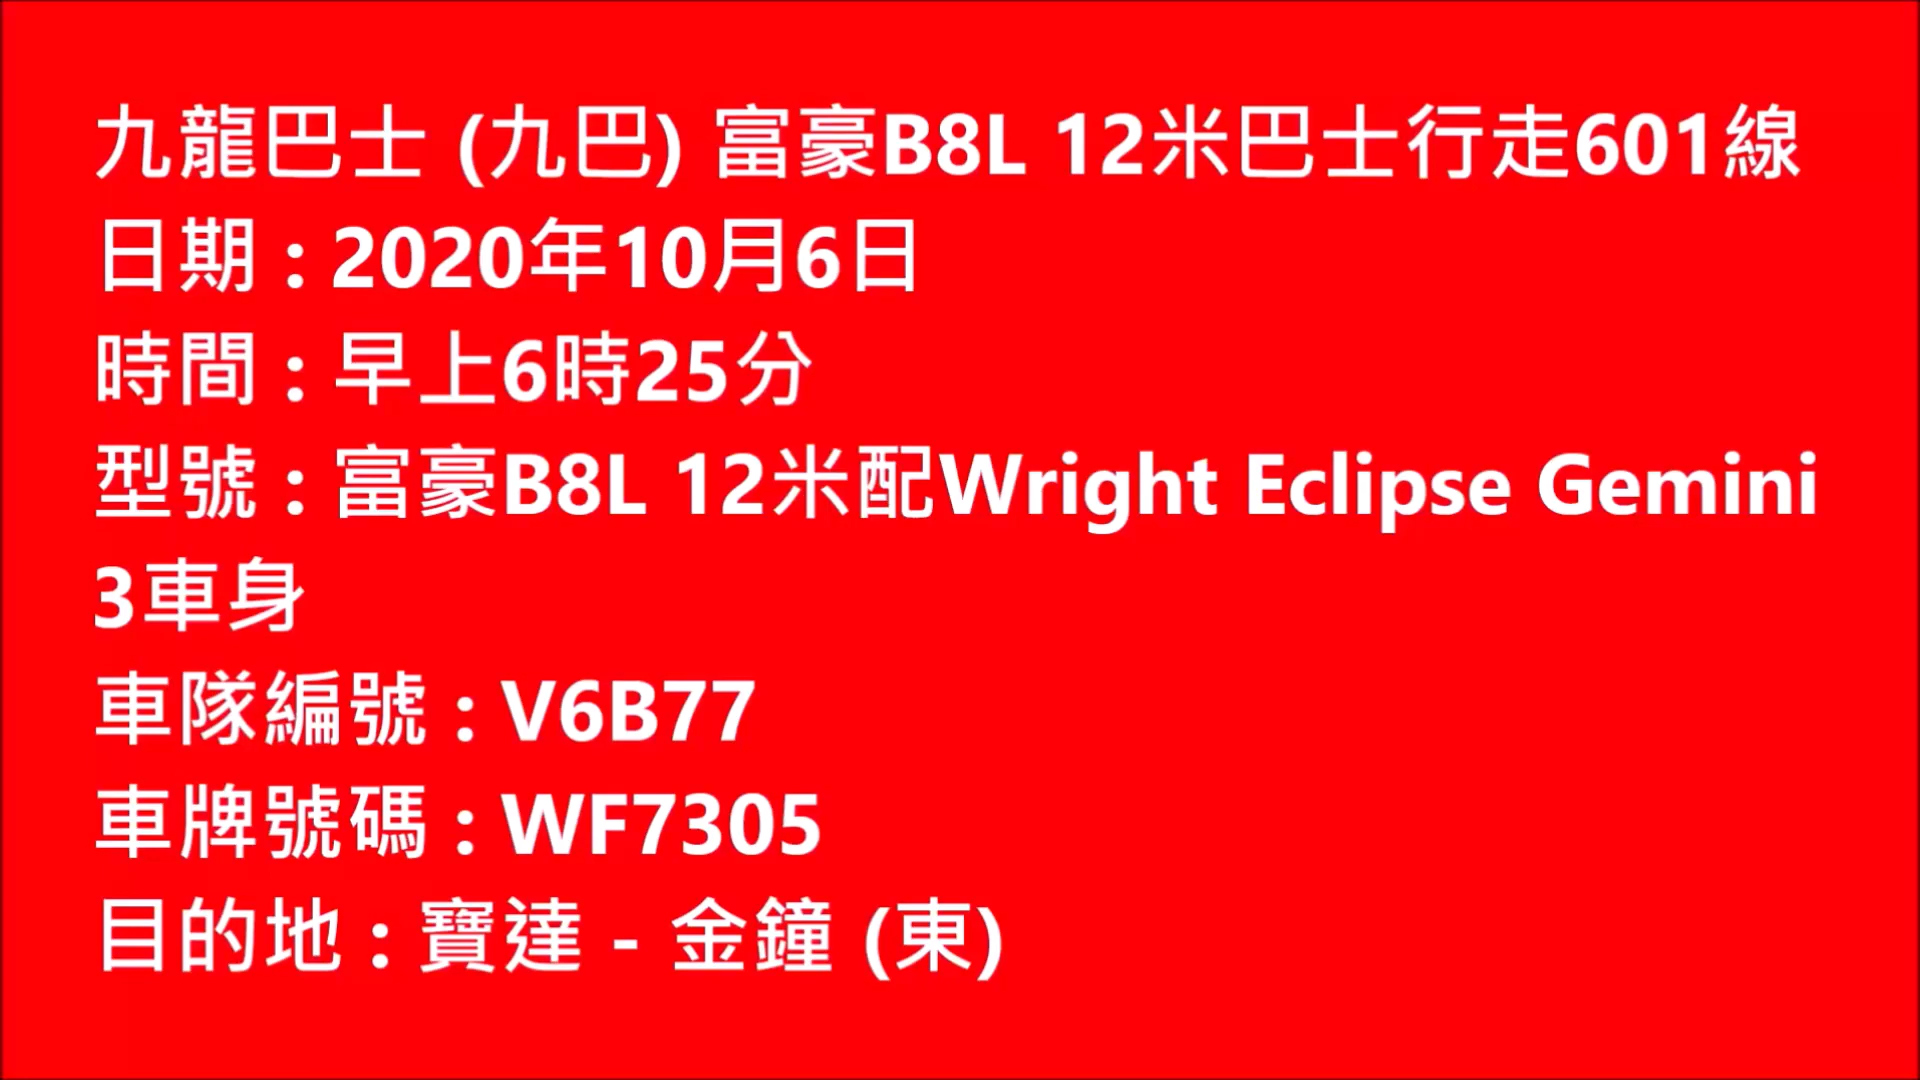 九龍巴士 (九巴) 富豪B8L 12米巴士行走601線
日期 : 2020年10月6日
時間 : 早上6時25分
型號 : 富豪B8L 12米配Wright Eclipse Gemini
3車身
車隊編號 : V6B77
車牌號碼 : WF7305
目的地 : 寶達 - 金鐘 (東)